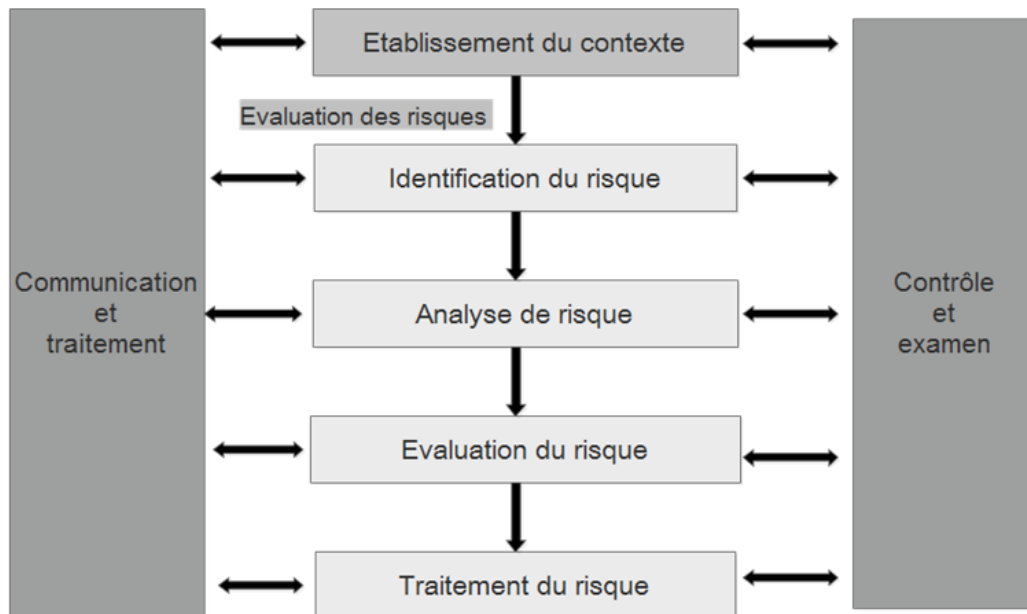 Etablissement du contexte
Evaluation des risques
Identification du risque
Communication
et
traitement
Analyse de risque
Contrôle
et
examen
Evaluation du risque
Traitement du risque